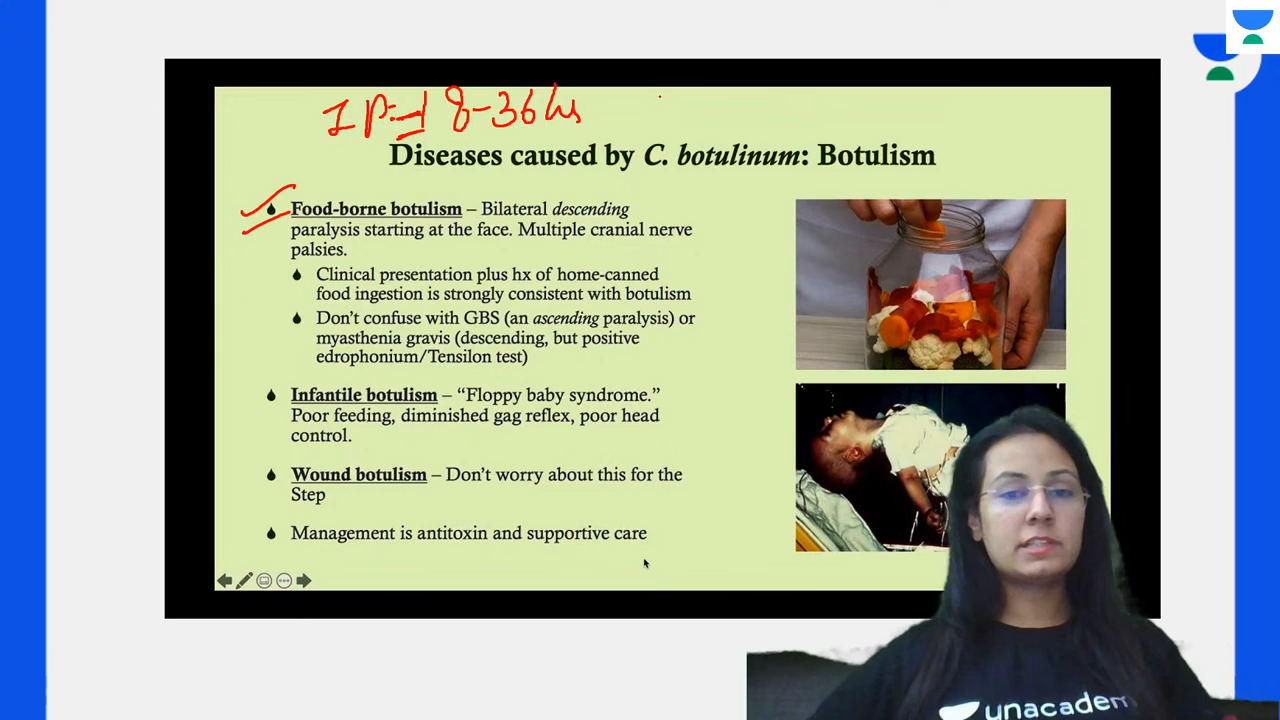 I P:- 8-36 hrs
Diseases caused by C. botulinum: Botulism
Food-borne botulism – Bilateral descending
paralysis starting at the face. Multiple cranial nerve
palsies.
Clinical presentation plus hx of home-canned
food ingestion is strongly consistent with botulism
Don’t confuse with GBS (an ascending paralysis) or
myasthenia gravis (descending, but positive
edrophonium/Tensilon test)
Infantile botulism – “Floppy baby syndrome.”
Poor feeding, diminished gag reflex, poor head
control.
Wound botulism – Don’t worry about this for the
Step
Management is antitoxin and supportive care
unacadem